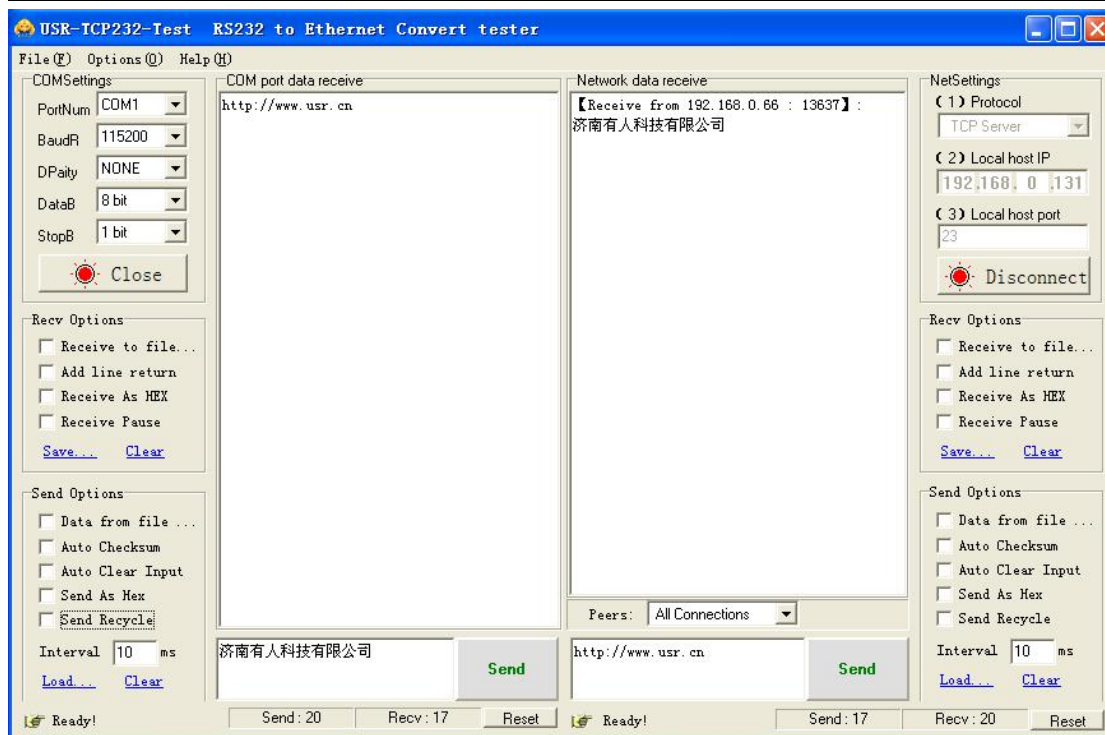 USR-TCP232-Test RS232 to Ethernet Convert tester
File(F) Options(O) Help(H)
COMSettings
PortNum COM1
BaudR 115200
DPaity NONE
DataB 8 bit
StopB 1 bit
Close
Recv Options
Receive to file...
Add line return
Receive As HEX
Receive Pause
Save... Clear
Send Options
Data from file ...
Auto Checksum
Auto Clear Input
Send As Hex
Send Recycle
Interval 10 ms
Load... Clear
COM port data receive
http://www.usr.cn
济南有人科技有限公司
Send
Ready!
Send : 20 Recv : 17 Reset
Network data receive
【Receive from 192.168.0.66 : 13637】:
济南有人科技有限公司
Peers: All Connections
http://www.usr.cn
Send
Ready!
Send : 17 Recv : 20 Reset
NetSettings
( 1 ) Protocol
TCP Server
( 2 ) Local host IP
192.168. 0 .131
( 3 ) Local host port
23
Disconnect
Recv Options
Receive to file...
Add line return
Receive As HEX
Receive Pause
Save... Clear
Send Options
Data from file ...
Auto Checksum
Auto Clear Input
Send As Hex
Send Recycle
Interval 10 ms
Load... Clear